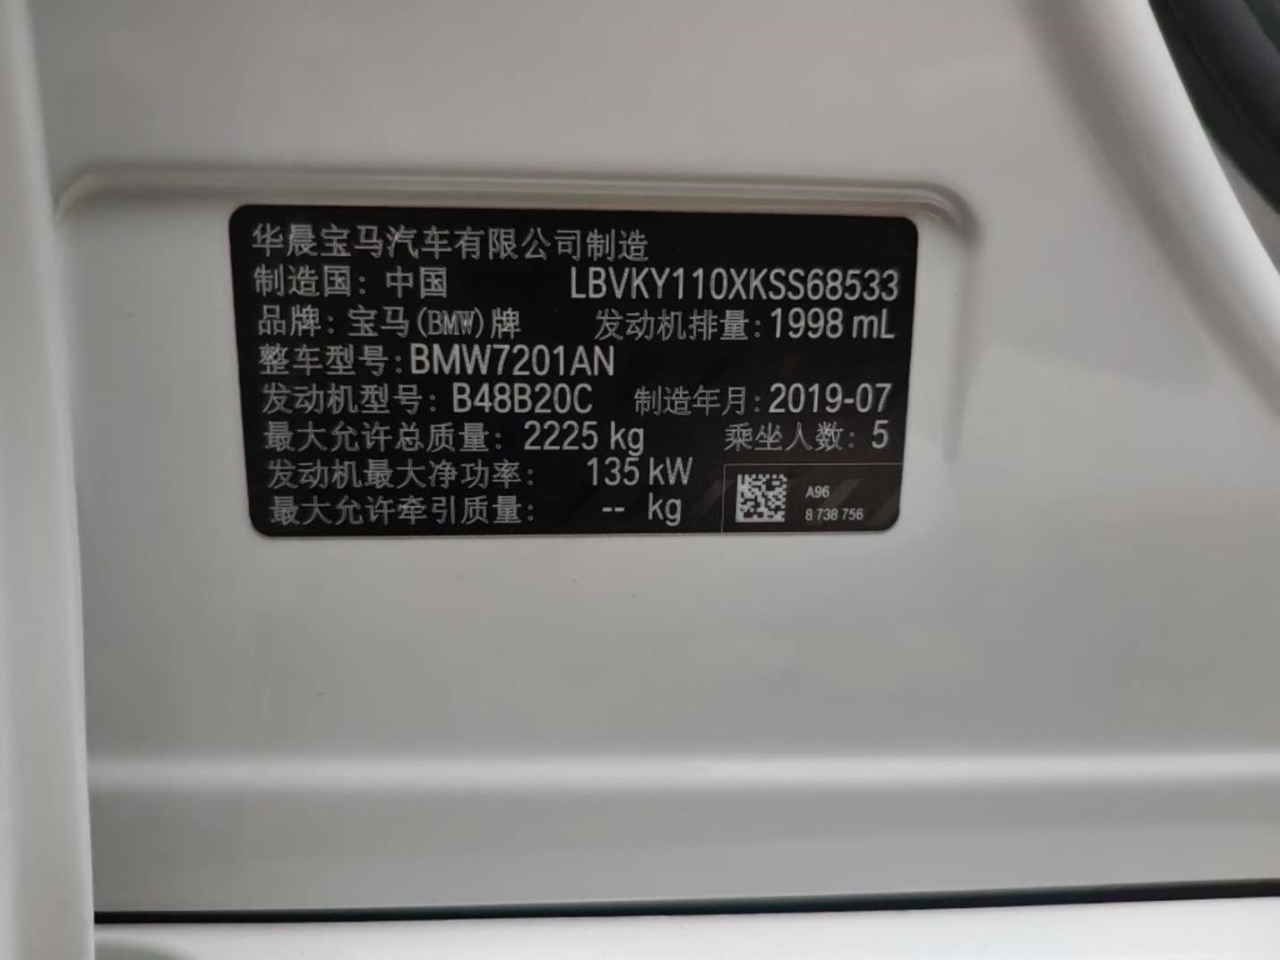 华晨宝马汽车有限公司制造
制造国：中国 LBVKY110XKSS68533
品牌：宝马(BMW)牌 发动机排量：1998 mL
整车型号：BMW7201AN
发动机型号：B48B20C 制造年月：2019-07
最大允许总质量：2225 kg 乘坐人数：5
发动机最大净功率：135 kW
最大允许牵引质量：-- kg
A96
8 738 756